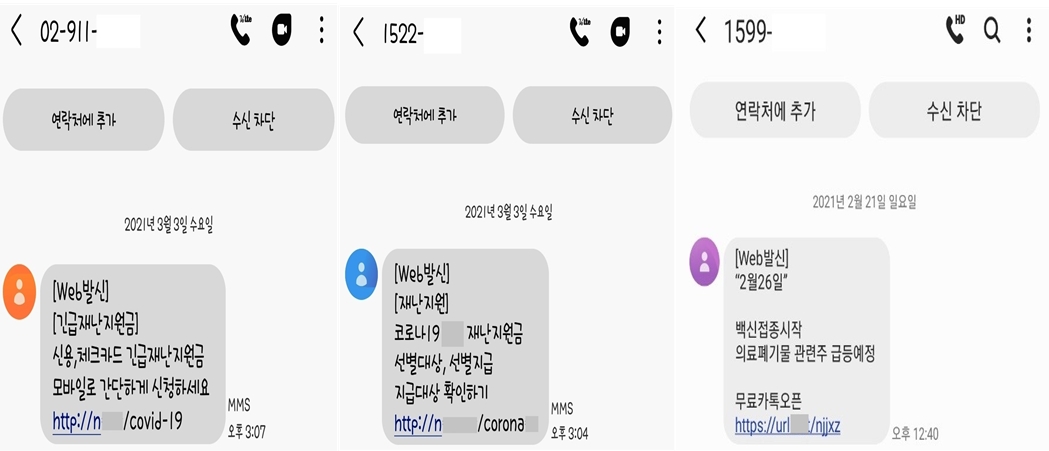 02-911-
연락처에 추가
수신 차단
2021년 3월 3일 수요일
[Web발신]
[긴급재난지원금]
신용,체크카드 긴급재난지원금
모바일로 간단하게 신청하세요
http://n /covid-19
MMS
오후 3:07
1522-
연락처에 추가
수신 차단
2021년 3월 3일 수요일
[Web발신]
[재난지원]
코로나19 재난지원금
선별대상, 선별지급
지급대상 확인하기
http://n /corona
MMS
오후 3:04
1599-
HD
연락처에 추가
수신 차단
2021년 2월 21일 일요일
[Web발신]
“2월26일”
백신접종시작
의료폐기물 관련주 급등예정
무료카톡오픈
https://url t/njjxz
오후 12:40